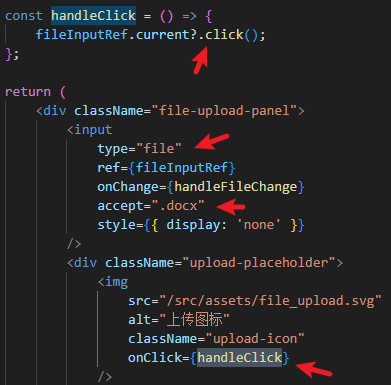 const handleClick = () => {
fileInputRef.current?.click();
};
return (
<div className="file-upload-panel">
<input
type="file"
ref={fileInputRef}
onChange={handleFileChange}
accept=".docx"
style={{ display: 'none' }}
/>
<div className="upload-placeholder">
<img
src="/src/assets/file_upload.svg"
alt="上传图标"
className="upload-icon"
onClick={handleClick}
/>